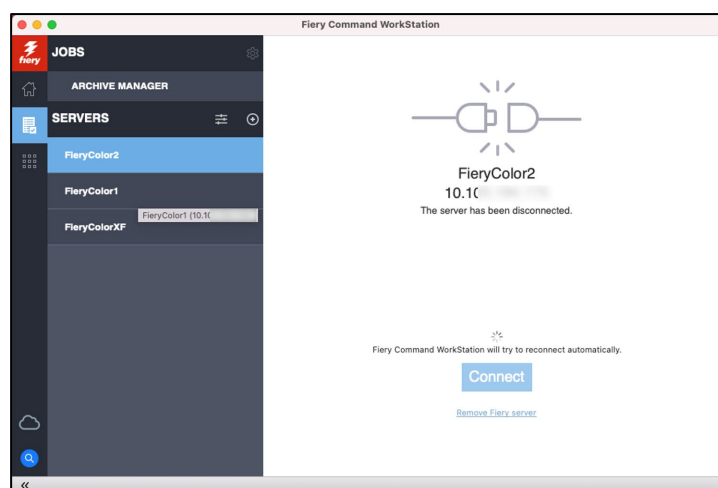 Fiery Command WorkStation
fiery
JOBS
ARCHIVE MANAGER
SERVERS
FieryColor2
FieryColor1
FieryColor1 (10.10
FieryColorXF
FieryColor2
10.10
The server has been disconnected.
Fiery Command WorkStation will try to reconnect automatically.
Connect
Remove Fiery server
«